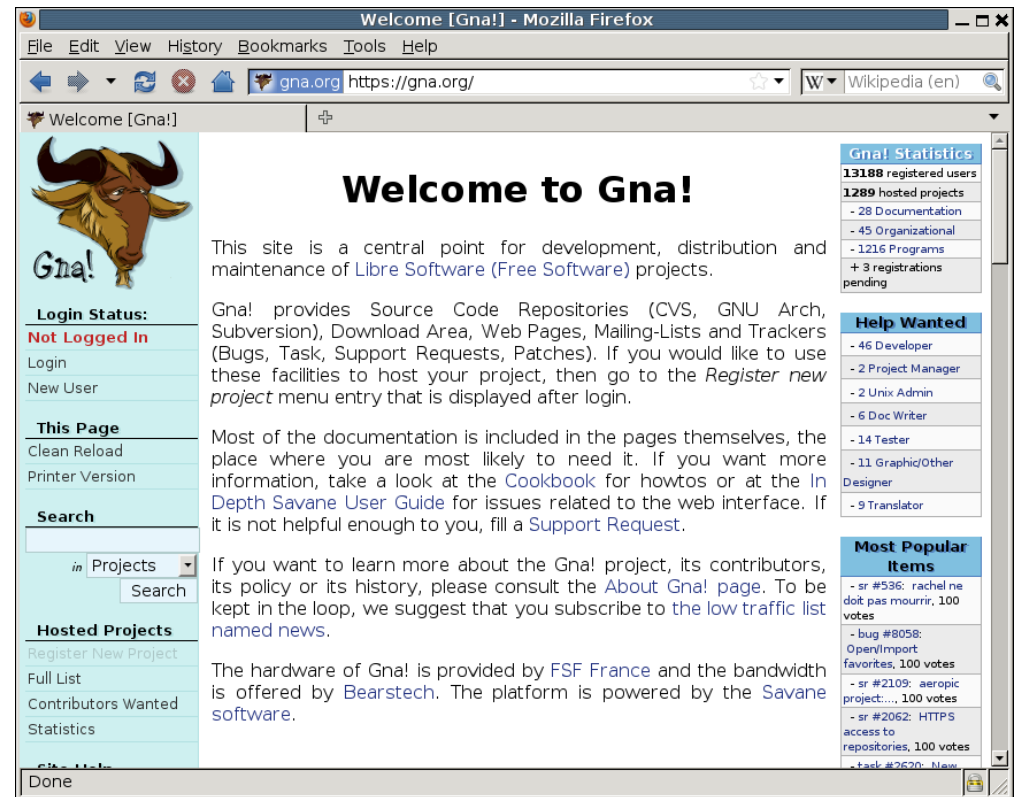 Welcome [Gna!] - Mozilla Firefox
File Edit View History Bookmarks Tools Help
gna.org https://gna.org/
W Wikipedia (en)
Welcome [Gna!]
Gna!
Login Status:
Not Logged In
Login
New User
This Page
Clean Reload
Printer Version
Search
in Projects
Search
Hosted Projects
Register New Project
Full List
Contributors Wanted
Statistics
Site Help
Welcome to Gna!
This site is a central point for development, distribution and
maintenance of Libre Software (Free Software) projects.
Gna! provides Source Code Repositories (CVS, GNU Arch,
Subversion), Download Area, Web Pages, Mailing-Lists and Trackers
(Bugs, Task, Support Requests, Patches). If you would like to use
these facilities to host your project, then go to the Register new
project menu entry that is displayed after login.
Most of the documentation is included in the pages themselves, the
place where you are most likely to need it. If you want more
information, take a look at the Cookbook for howtos or at the In
Depth Savane User Guide for issues related to the web interface. If
it is not helpful enough to you, fill a Support Request.
If you want to learn more about the Gna! project, its contributors,
its policy or its history, please consult the About Gna! page. To be
kept in the loop, we suggest that you subscribe to the low traffic list
named news.
The hardware of Gna! is provided by FSF France and the bandwidth
is offered by Bearstech. The platform is powered by the Savane
software.
Gna! Statistics
13188 registered users
1289 hosted projects
- 28 Documentation
- 45 Organizational
- 1216 Programs
+ 3 registrations
pending
Help Wanted
- 46 Developer
- 2 Project Manager
- 2 Unix Admin
- 6 Doc Writer
- 14 Tester
- 11 Graphic/Other
Designer
- 9 Translator
Most Popular
Items
- sr #536: rachel ne
doit pas mourrir, 100
votes
- bug #8058:
Open/Import
favorites, 100 votes
- sr #2109: aeropic
project:..., 100 votes
- sr #2062: HTTPS
access to
repositories, 100 votes
- task #2620: New
Done